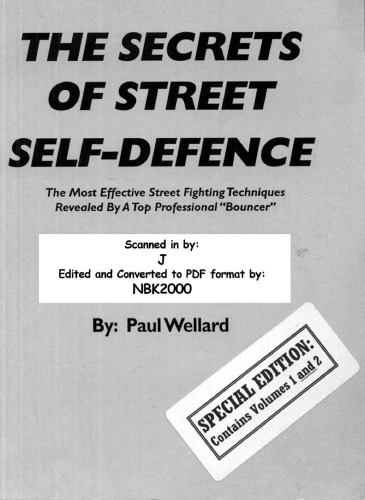 THE SECRETS
OF STREET
SELF-DEFENCE
The Most Effective Street Fighting Techniques
Revealed By A Top Professional “Bouncer”
Scanned in by:
J
Edited and Converted to PDF format by:
NBK2000
By: Paul Wellard
SPECIAL EDITION:
Contains Volumes 1 and 2